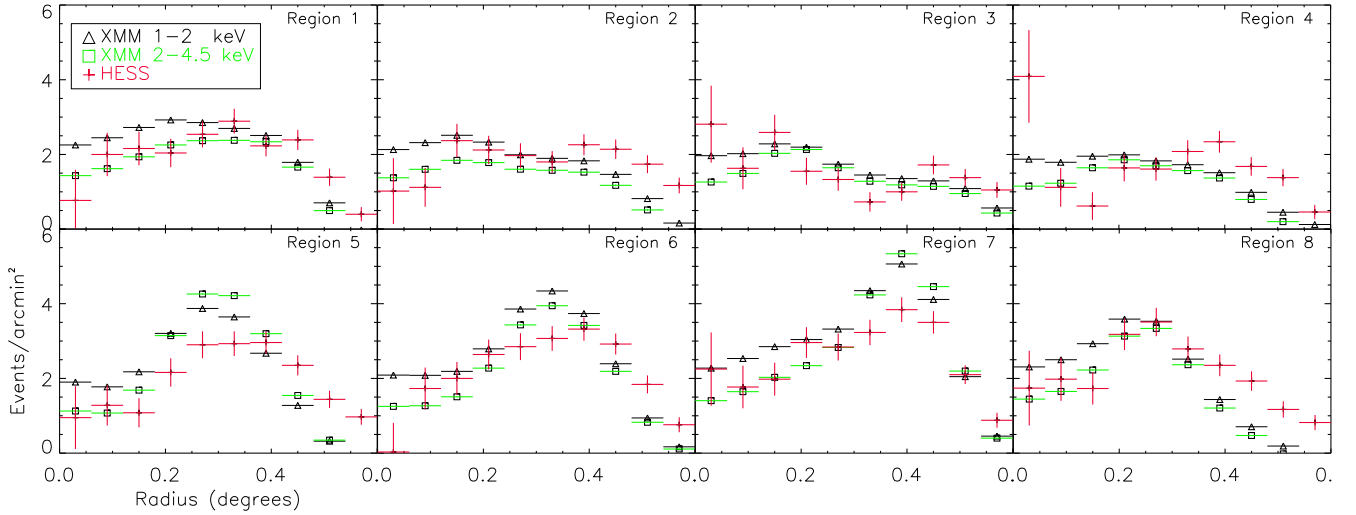 6
Region 1
Region 2
Region 3
Region 4
XMM 1-2 keV
XMM 2-4.5 keV
HESS
4
2
0
6
Region 5
Region 6
Region 7
Region 8
4
2
0
Events/arcmin²
0.0
0.2
0.4
0.0
0.2
0.4
0.0
0.2
0.4
0.0
0.2
0.4
0.
Radius (degrees)